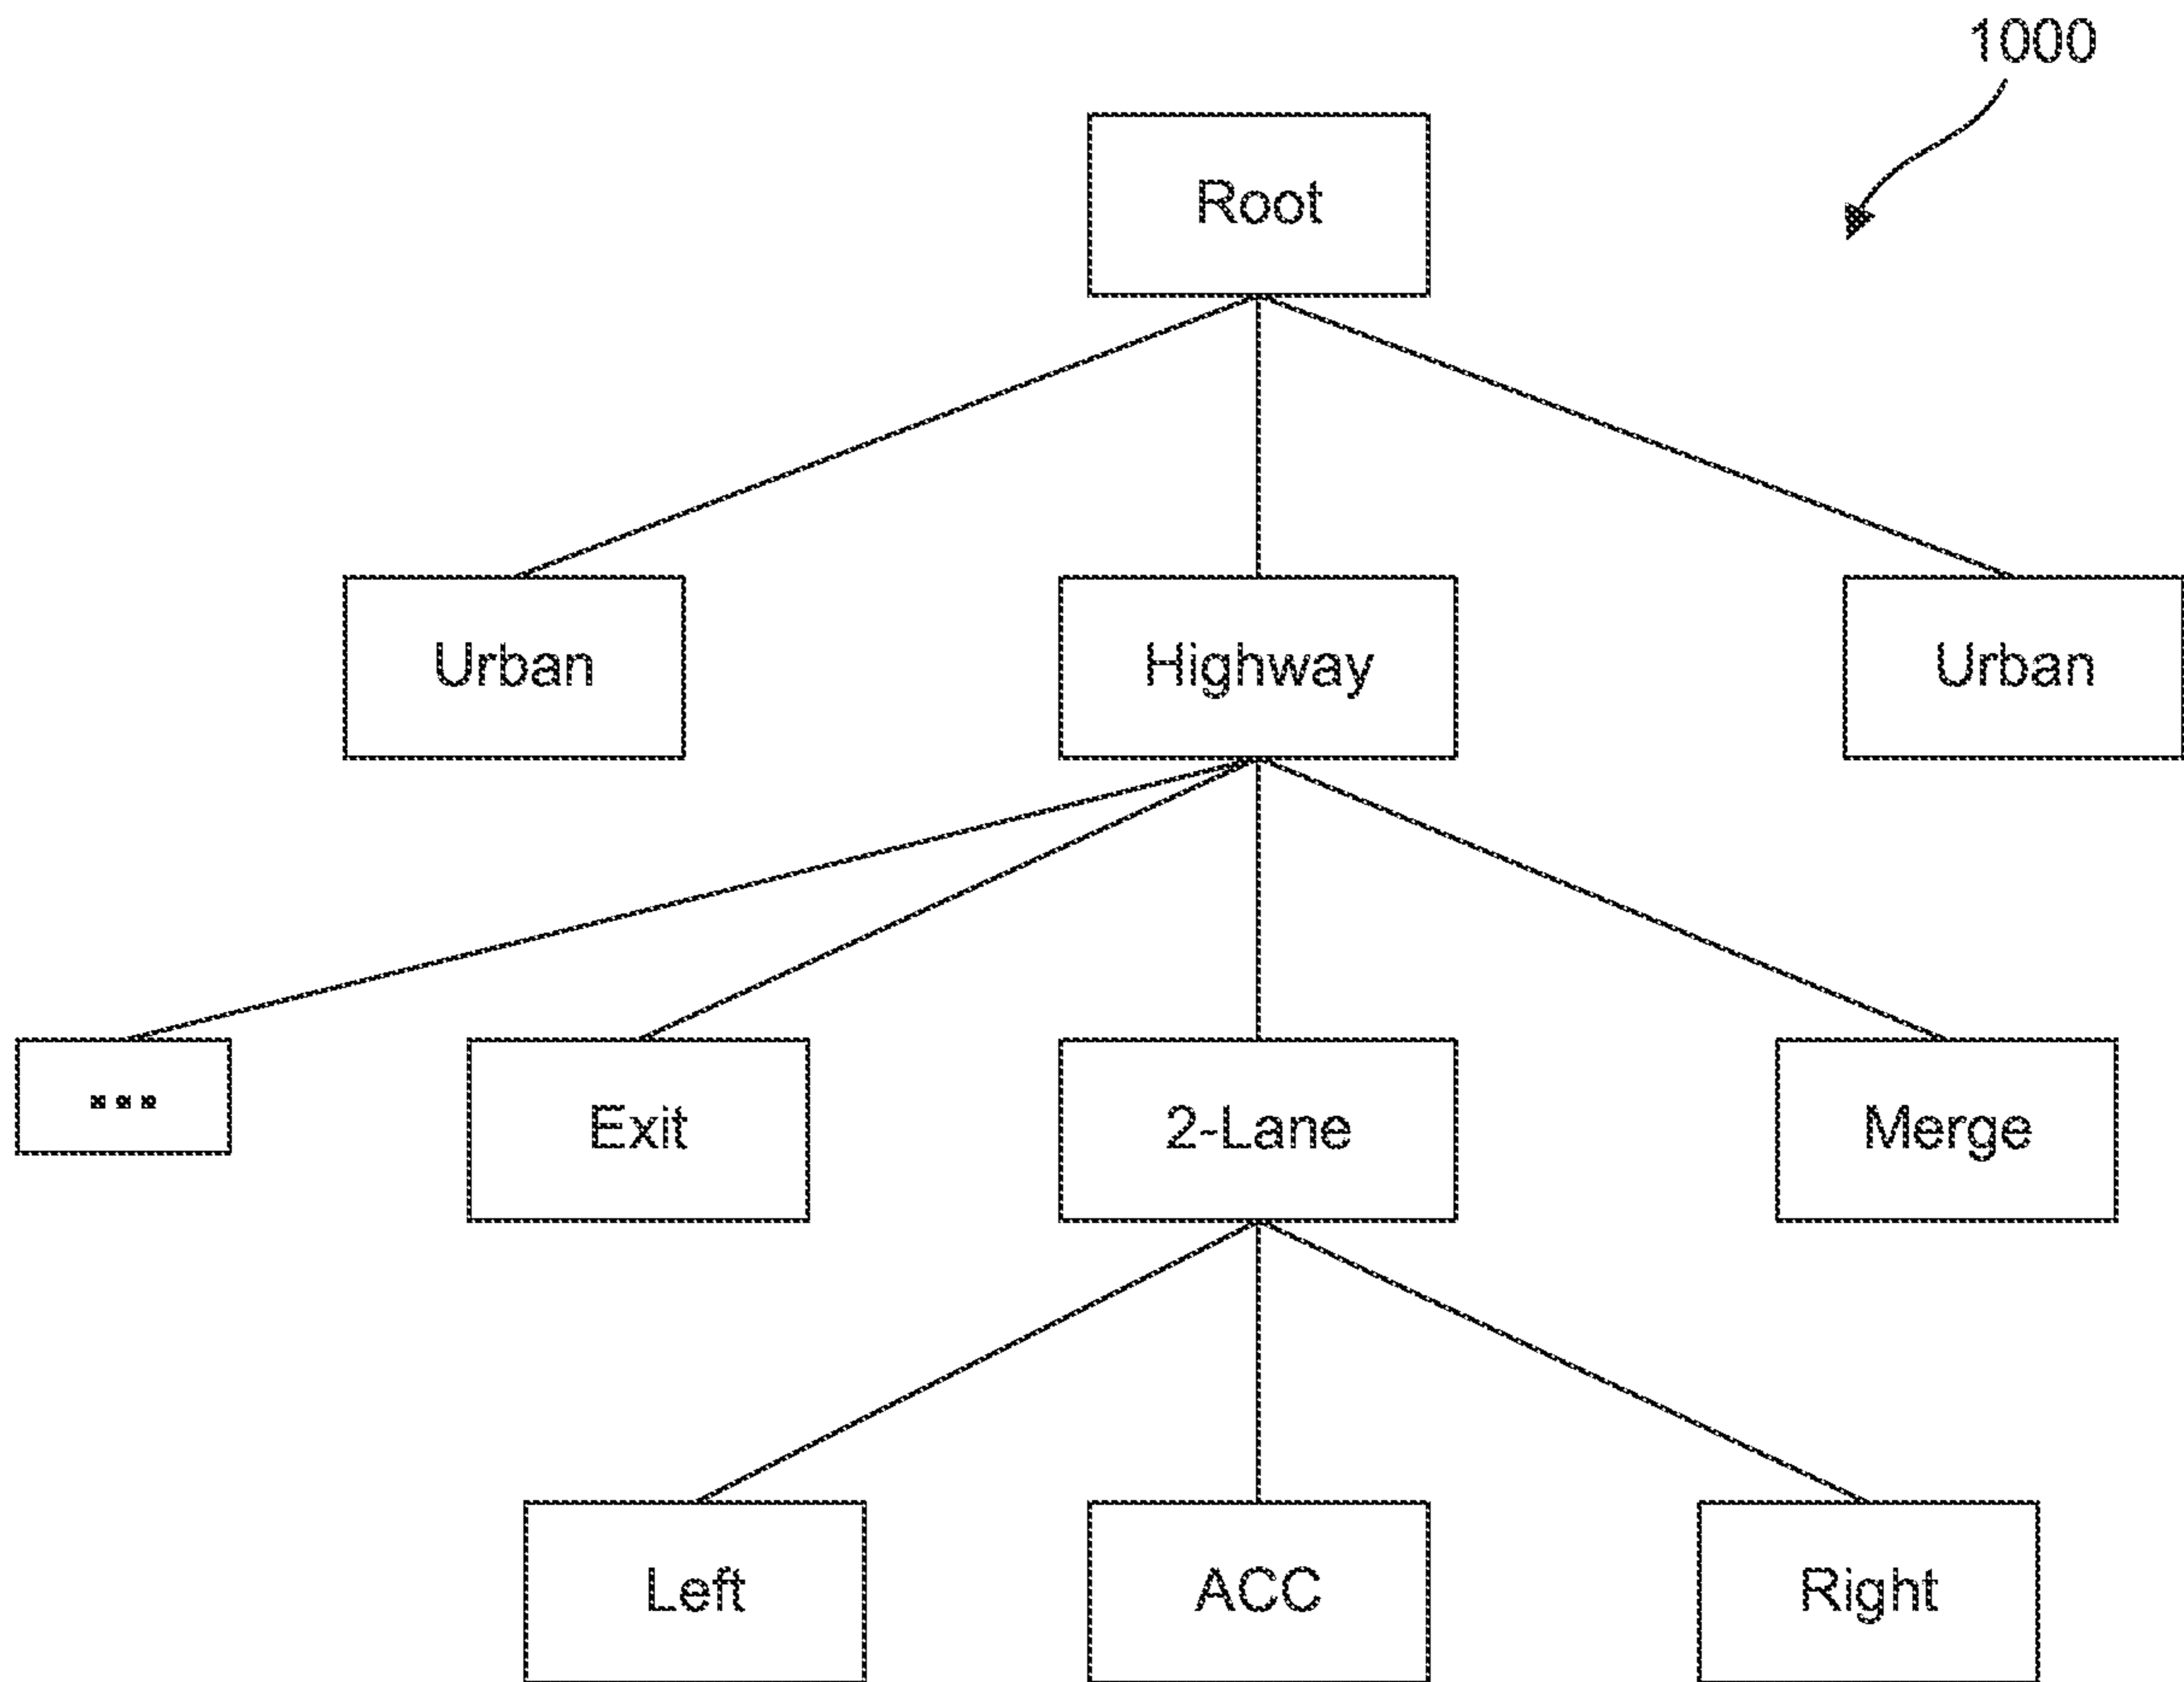 1000
Root
Urban
Highway
Urban
...
Exit
2-Lane
Merge
Left
ACC
Right